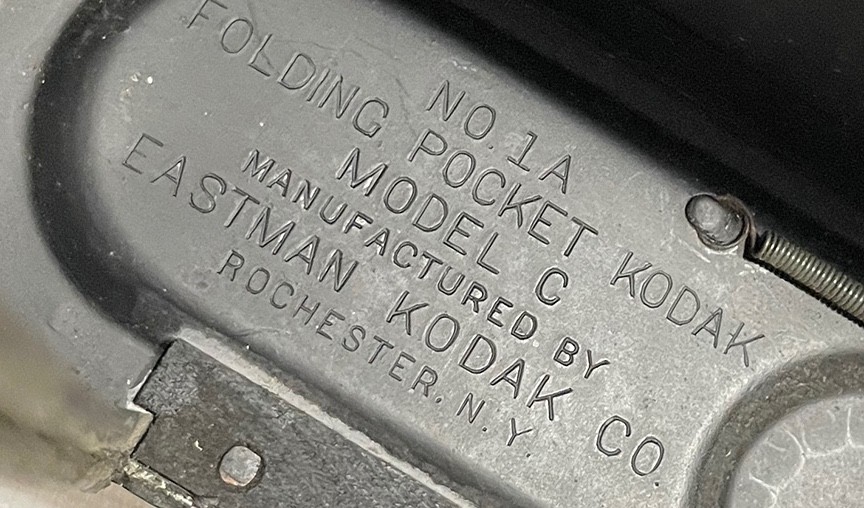 NO. 1A
FOLDING POCKET KODAK
MODEL C
MANUFACTURED BY
EASTMAN KODAK CO.
ROCHESTER, N.Y.